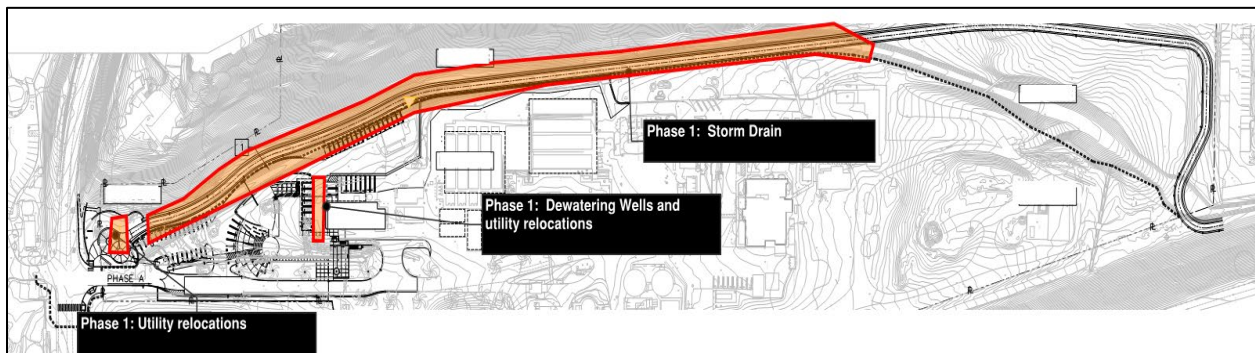 Phase 1: Storm Drain
Phase 1: Dewatering Wells and
utility relocations
PHASE A
Phase 1: Utility relocations